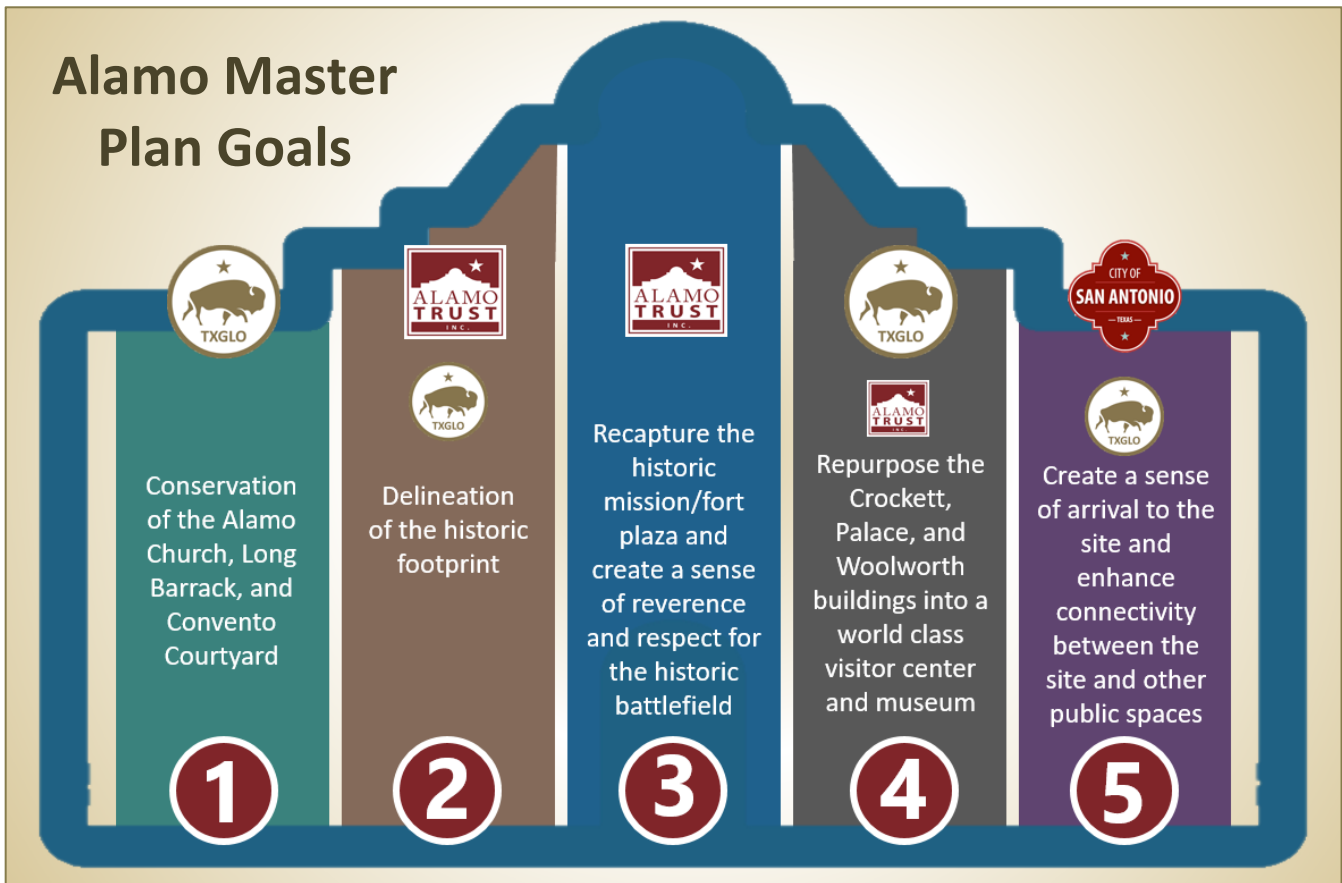 Alamo Master
Plan Goals
TXGLO
Conservation
of the Alamo
Church, Long
Barrack, and
Convento
Courtyard
1
ALAMO
TRUST
INC.
TXGLO
Delineation
of the historic
footprint
2
ALAMO
TRUST
INC.
Recapture the
historic
mission/fort
plaza and
create a sense
of reverence
and respect for
the historic
battlefield
3
TXGLO
ALAMO
TRUST
INC.
Repurpose the
Crockett,
Palace, and
Woolworth
buildings into a
world class
visitor center
and museum
4
CITY OF
SAN ANTONIO
— TEXAS —
TXGLO
Create a sense
of arrival to the
site and
enhance
connectivity
between the
site and other
public spaces
5